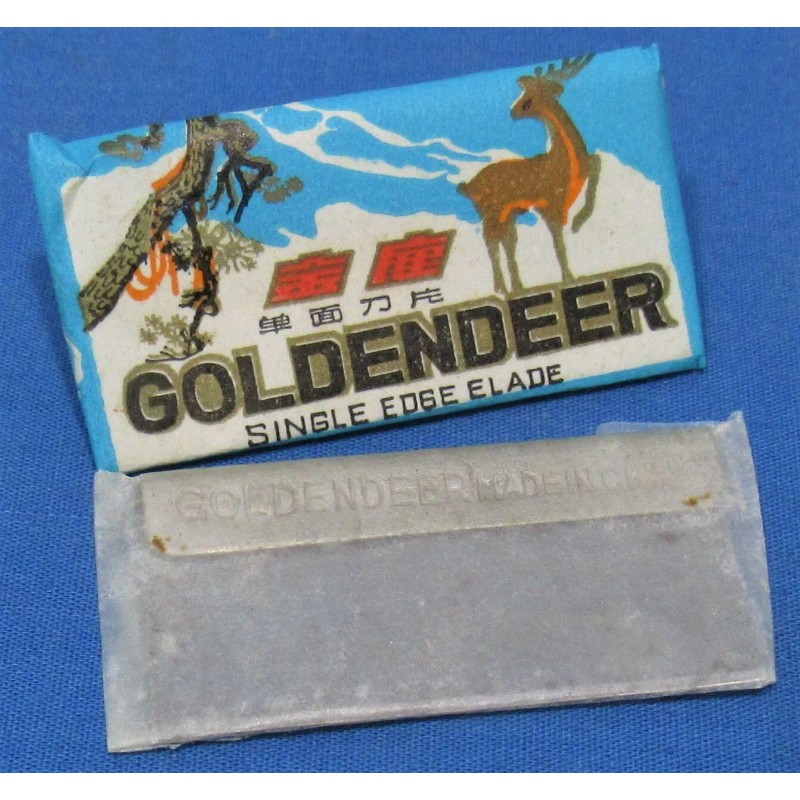 金鹿
单面刀片
GOLDENDEER
SINGLE EDGE ELADE
GOLDENDEER MADE IN